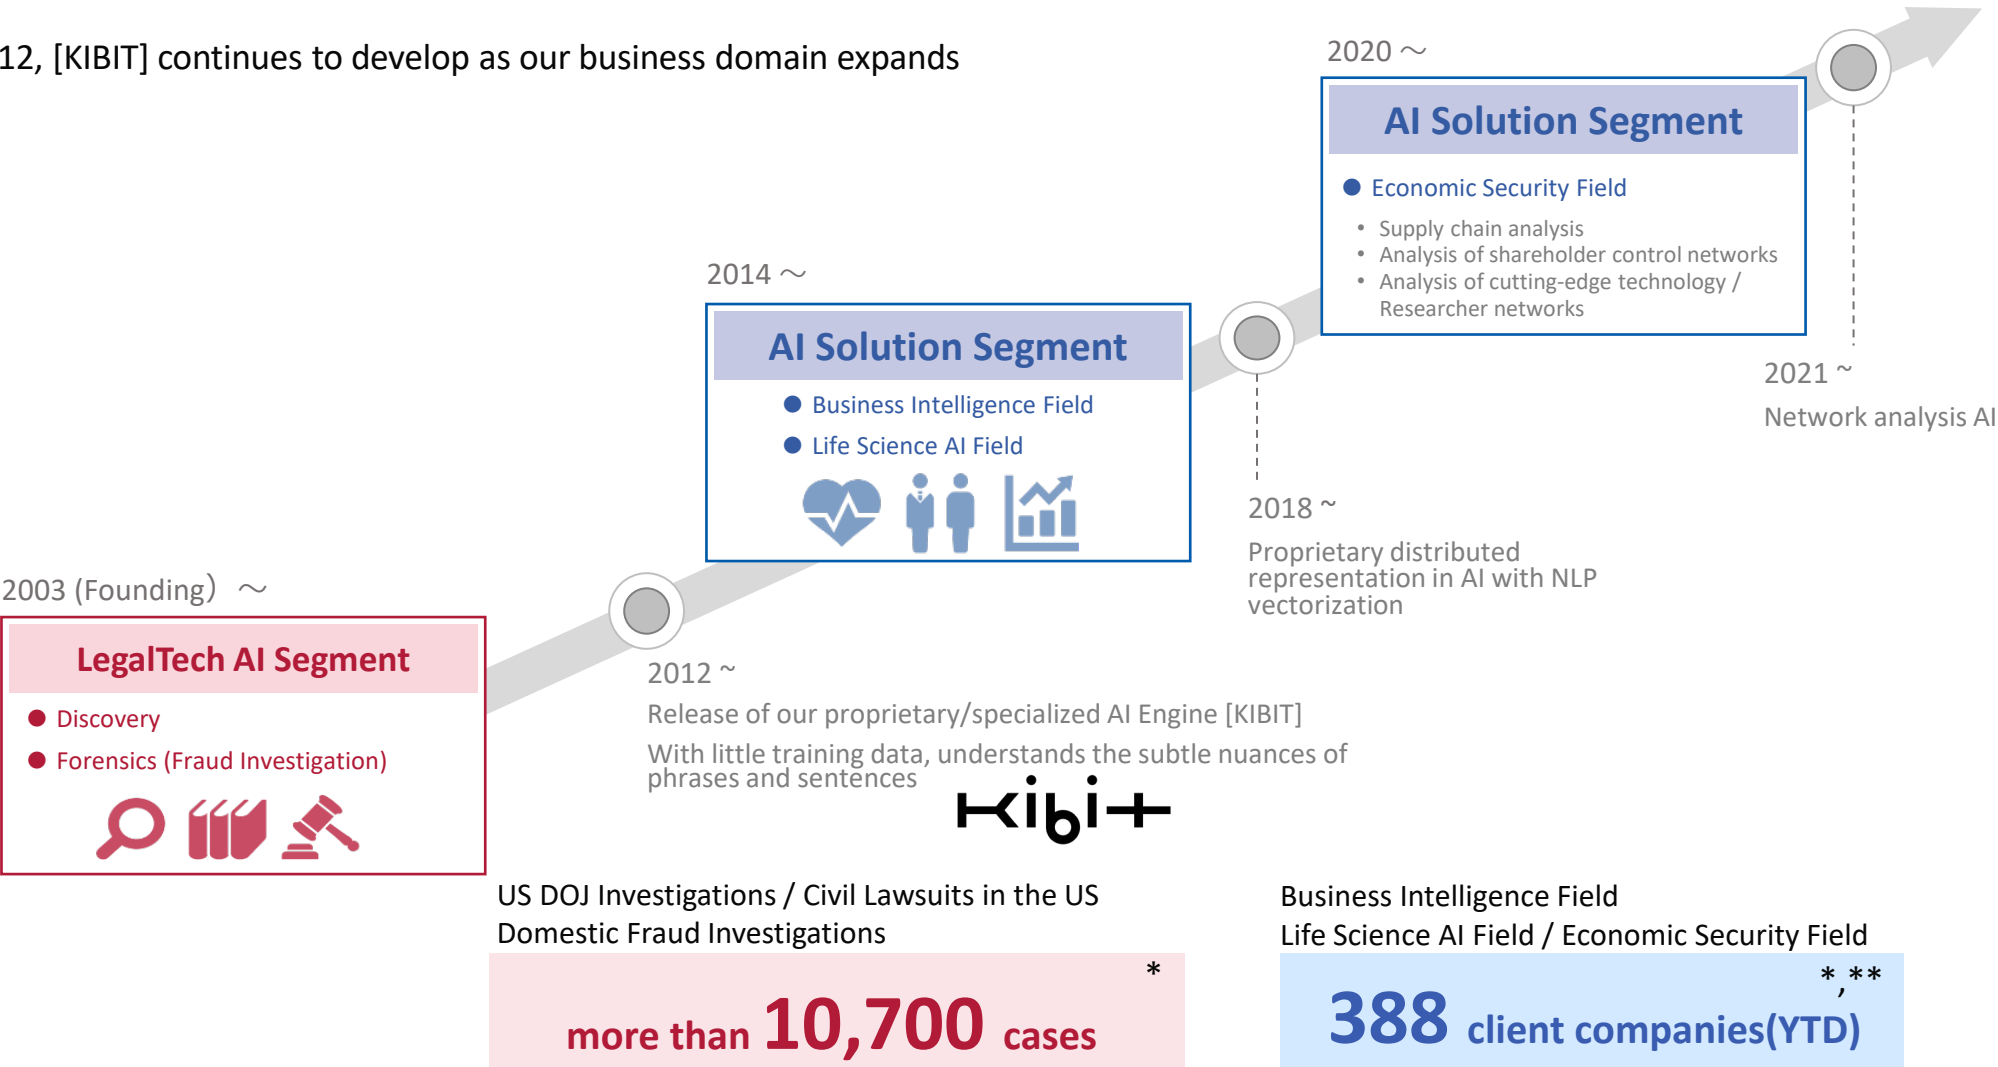 12, [KIBIT] continues to develop as our business domain expands
2020 ～
AI Solution Segment
● Economic Security Field
• Supply chain analysis
• Analysis of shareholder control networks
• Analysis of cutting-edge technology /
Researcher networks
2014 ～
AI Solution Segment
● Business Intelligence Field
● Life Science AI Field
2021 ~
Network analysis AI
2018 ~
Proprietary distributed
representation in AI with NLP
vectorization
2003 (Founding） ～
LegalTech AI Segment
● Discovery
● Forensics (Fraud Investigation)
2012 ~
Release of our proprietary/specialized AI Engine [KIBIT]
With little training data, understands the subtle nuances of
phrases and sentences
kibit
US DOJ Investigations / Civil Lawsuits in the US
Domestic Fraud Investigations
*
more than 10,700 cases
Business Intelligence Field
Life Science AI Field / Economic Security Field
*,**
388 client companies(YTD)